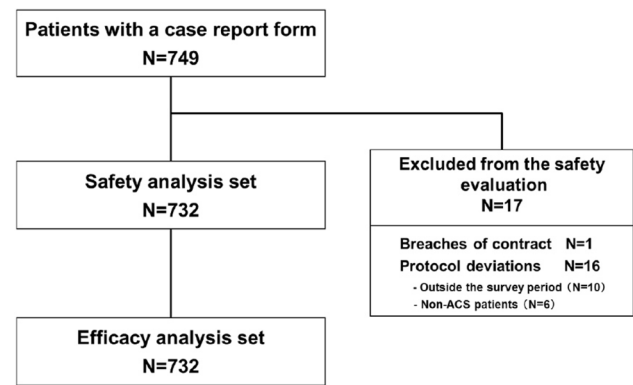 Patients with a case report form
N=749
Safety analysis set
N=732
Excluded from the safety
evaluation
N=17
Breaches of contract N=1
Protocol deviations N=16
- Outside the survey period (N=10)
- Non-ACS patients (N=6)
Efficacy analysis set
N=732